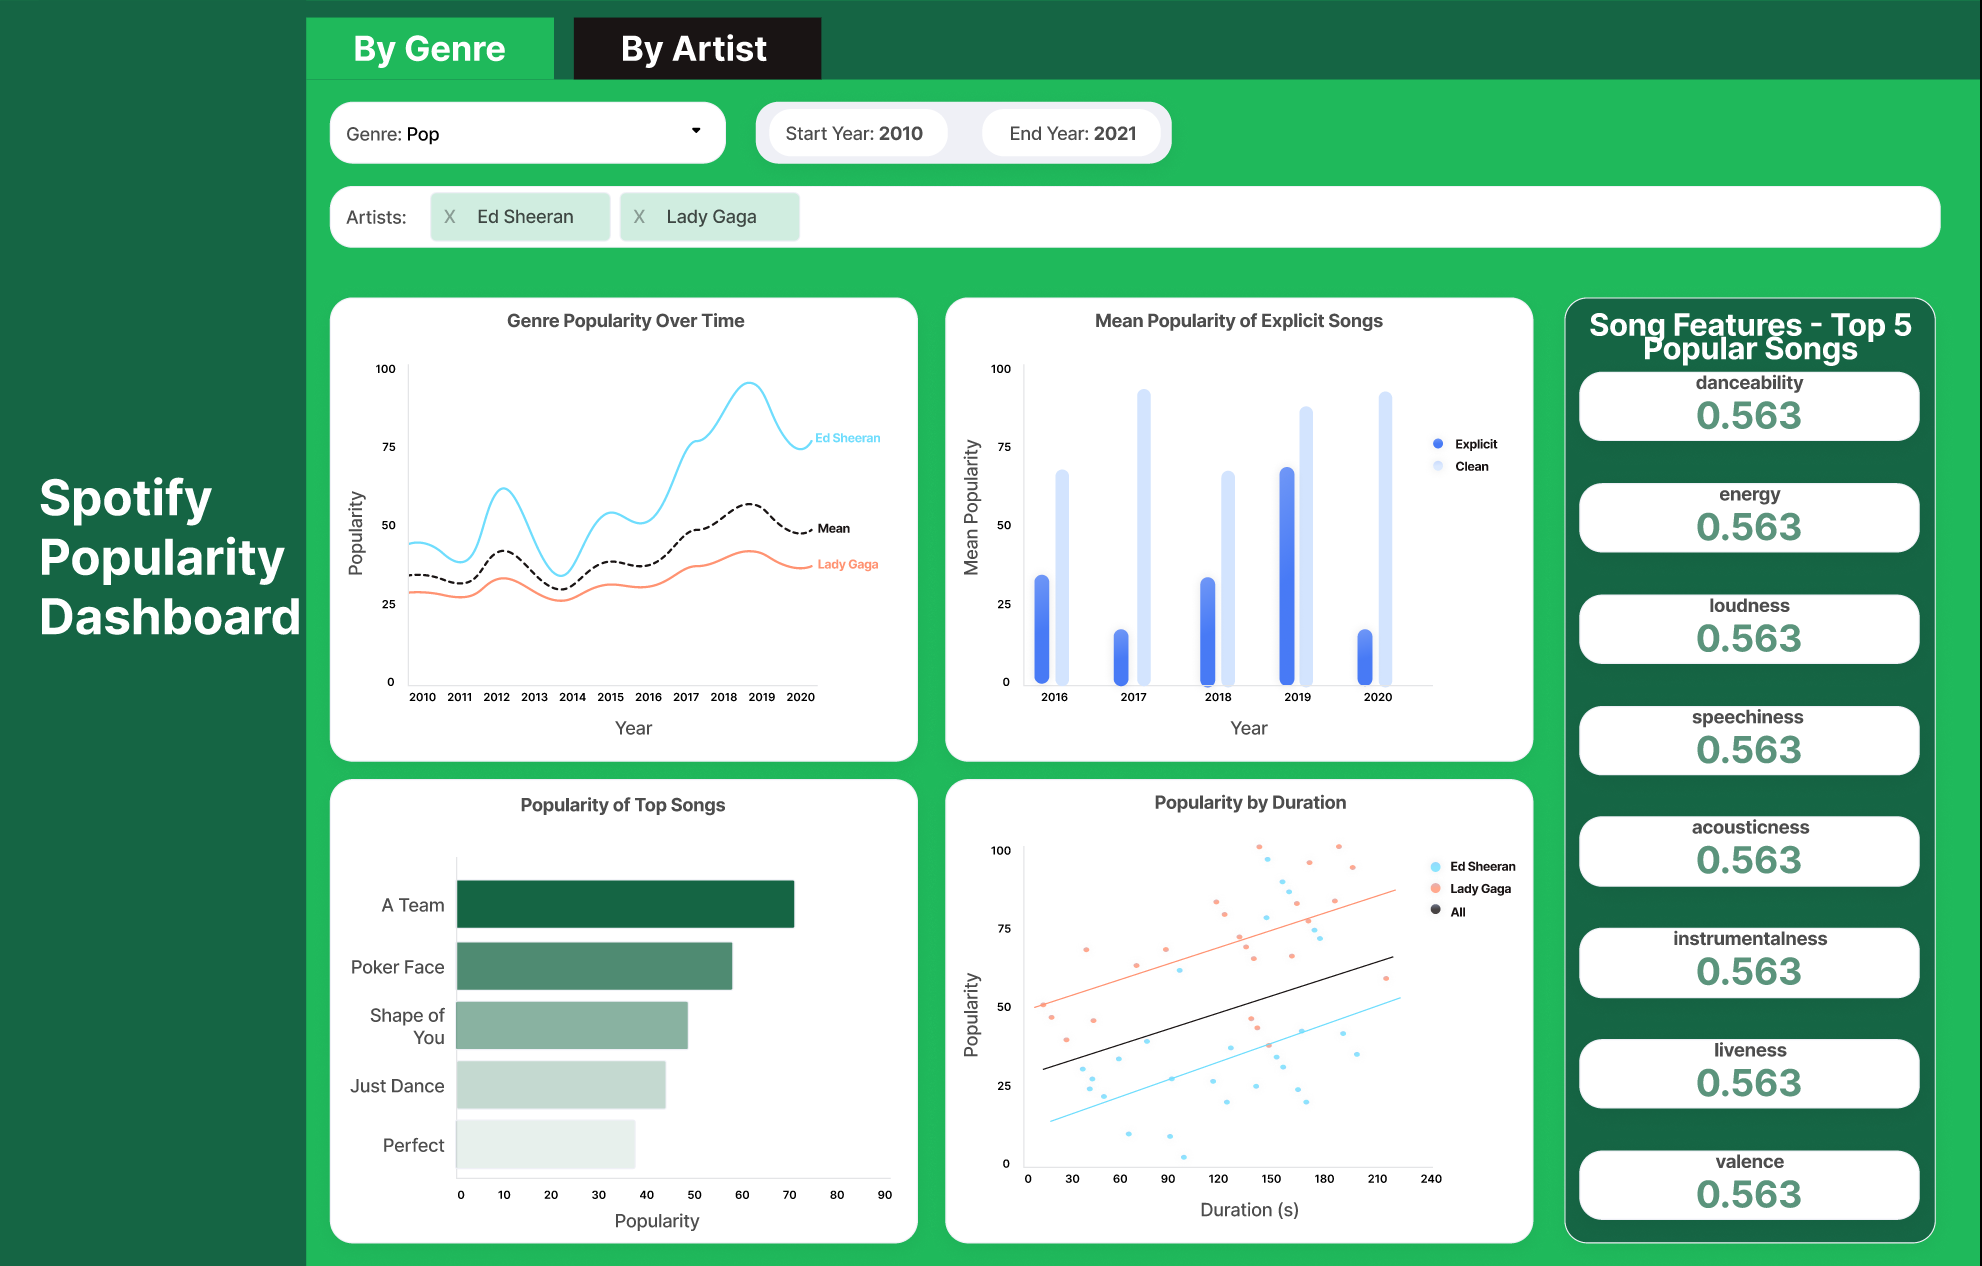 Spotify
Popularity
Dashboard
By Genre
By Artist
Genre: Pop
Start Year: 2010
End Year: 2021
Artists:
X Ed Sheeran
X Lady Gaga
Genre Popularity Over Time
100
75
50
25
0
Popularity
Ed Sheeran
Mean
Lady Gaga
2010 2011 2012 2013 2014 2015 2016 2017 2018 2019 2020
Year
Mean Popularity of Explicit Songs
100
75
50
25
0
Mean Popularity
Explicit
Clean
2016 2017 2018 2019 2020
Year
Popularity of Top Songs
A Team
Poker Face
Shape of
You
Just Dance
Perfect
0 10 20 30 40 50 60 70 80 90
Popularity
Popularity by Duration
100
75
50
25
0
Popularity
Ed Sheeran
Lady Gaga
All
0 30 60 90 120 150 180 210 240
Duration (s)
Song Features - Top 5
Popular Songs
danceability
0.563
energy
0.563
loudness
0.563
speechiness
0.563
acousticness
0.563
instrumentalness
0.563
liveness
0.563
valence
0.563